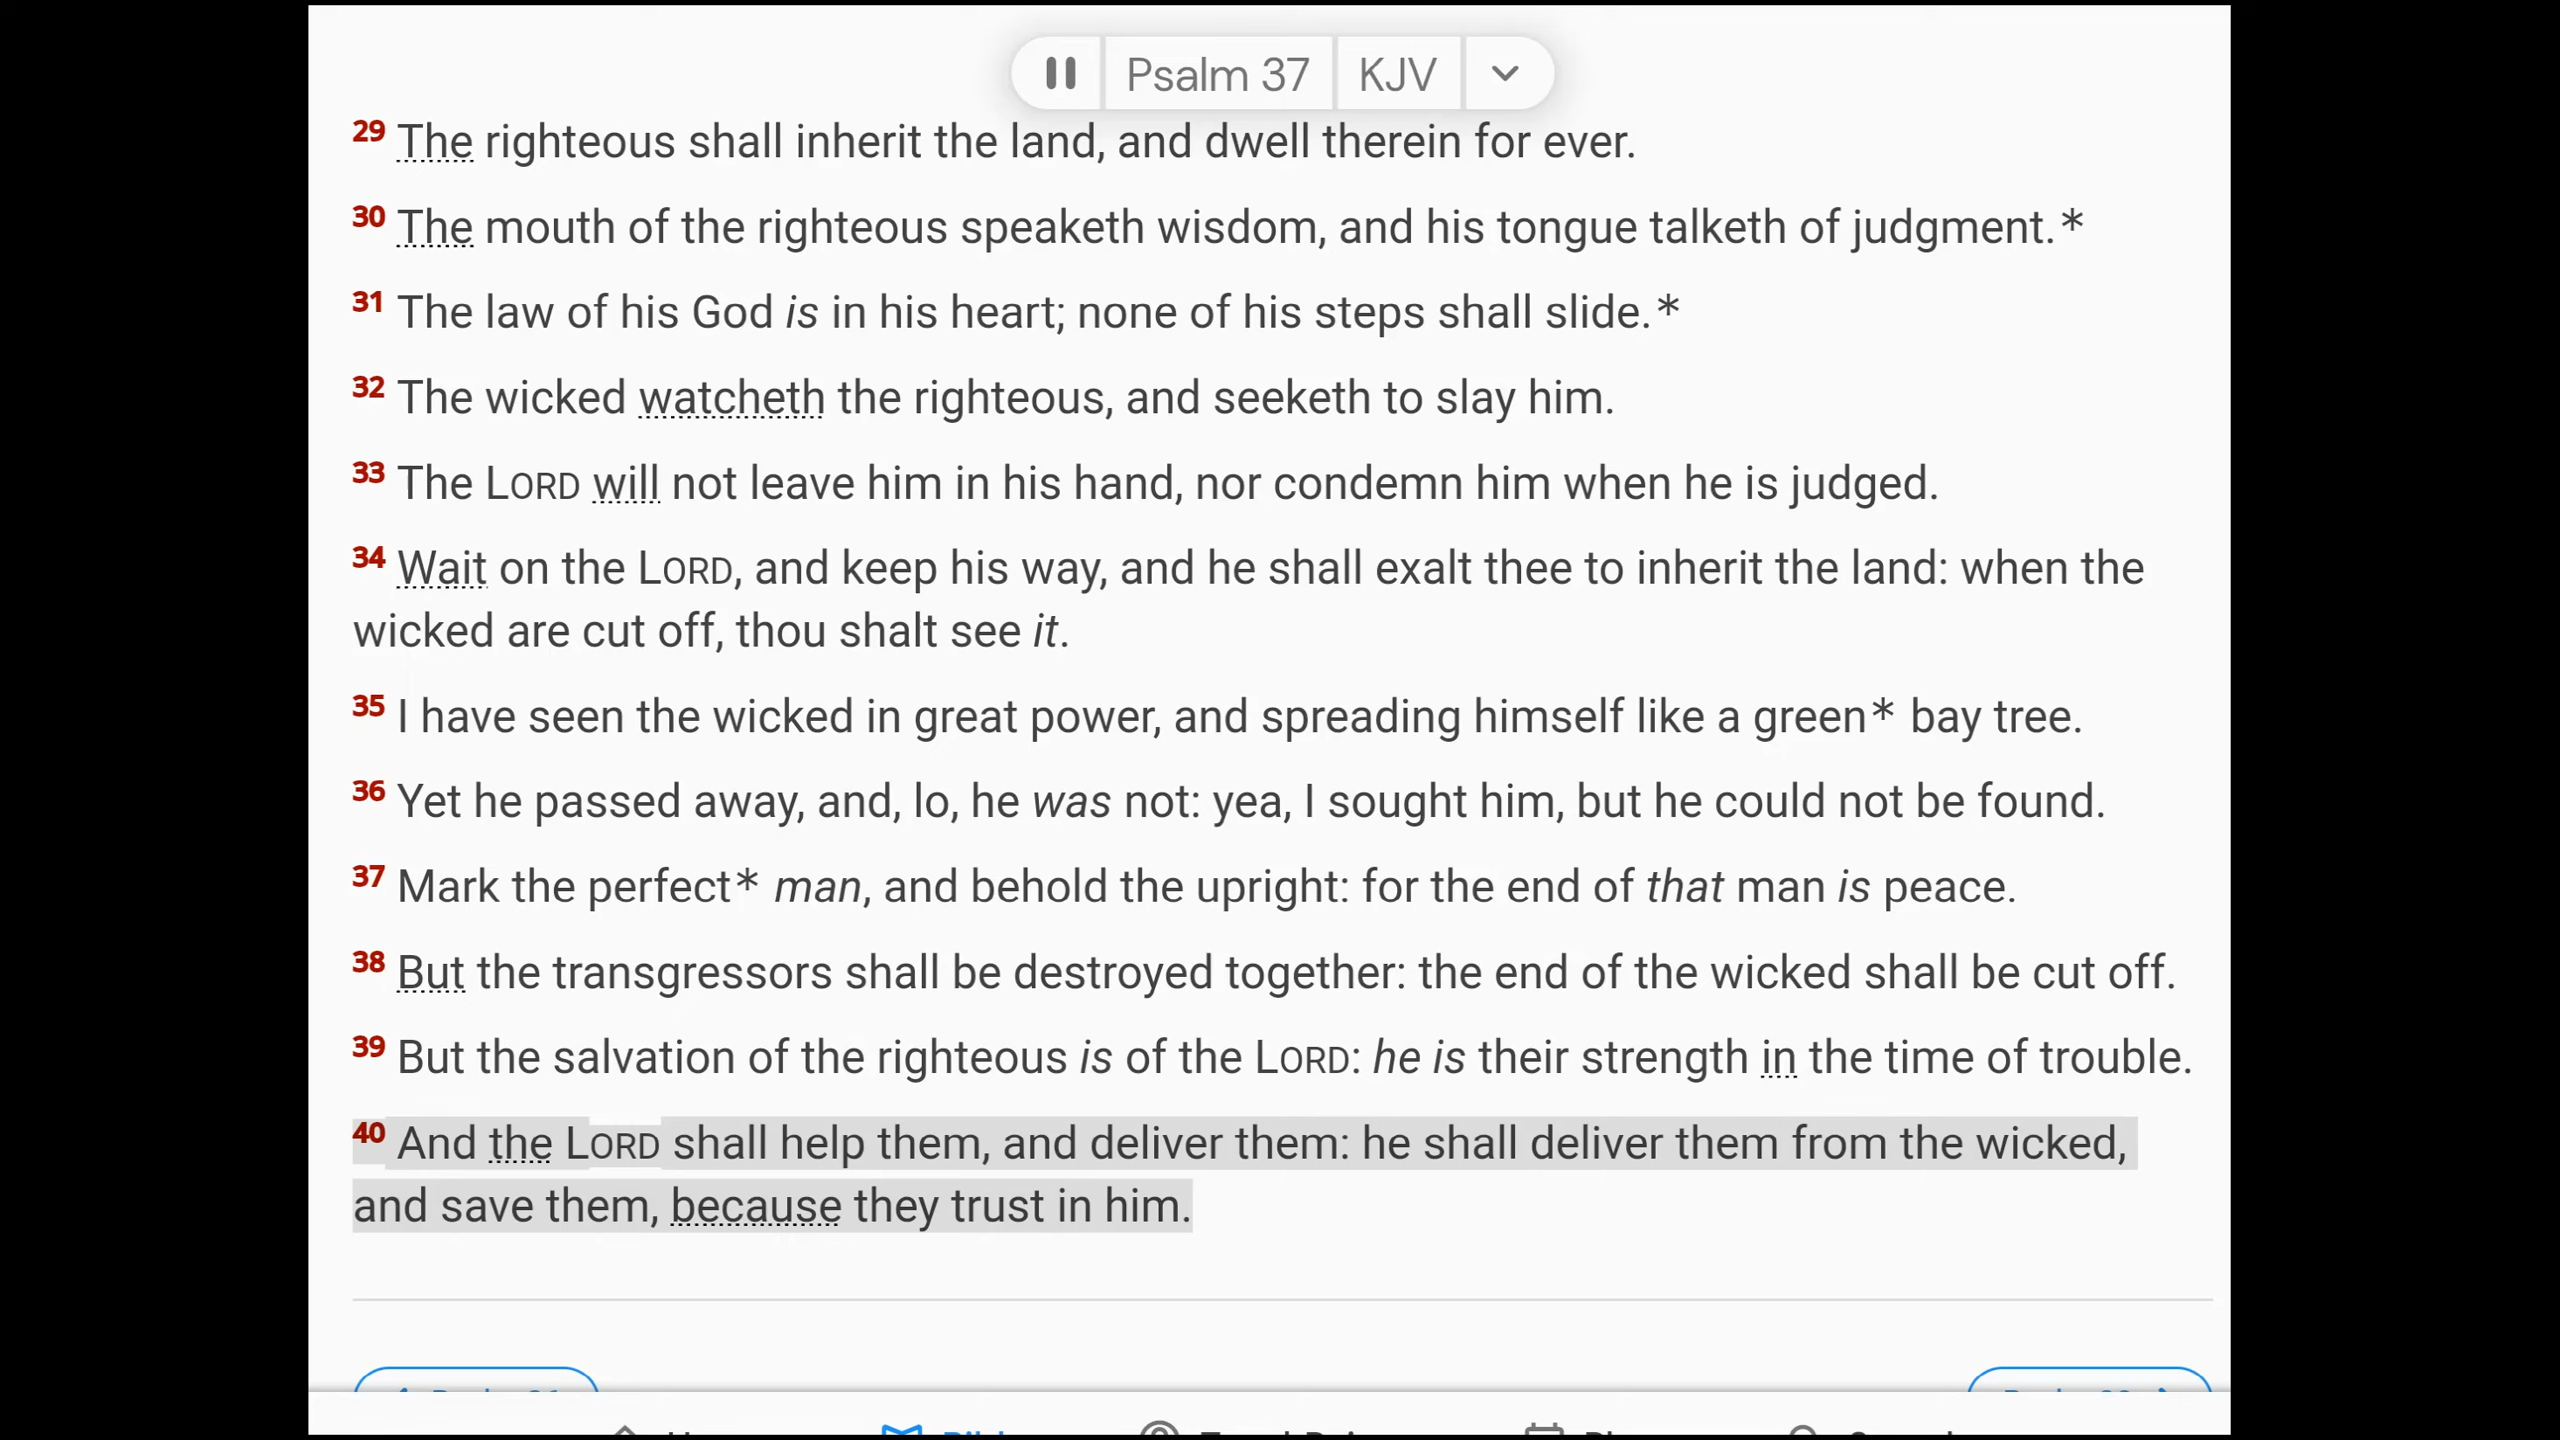 Psalm 37 KJV
29 The righteous shall inherit the land, and dwell therein for ever.
30 The mouth of the righteous speaketh wisdom, and his tongue talketh of judgment.*
31 The law of his God is in his heart; none of his steps shall slide.*
32 The wicked watcheth the righteous, and seeketh to slay him.
33 The LORD will not leave him in his hand, nor condemn him when he is judged.
34 Wait on the LORD, and keep his way, and he shall exalt thee to inherit the land: when the
wicked are cut off, thou shalt see it.
35 I have seen the wicked in great power, and spreading himself like a green* bay tree.
36 Yet he passed away, and, lo, he was not: yea, I sought him, but he could not be found.
37 Mark the perfect* man, and behold the upright: for the end of that man is peace.
38 But the transgressors shall be destroyed together: the end of the wicked shall be cut off.
39 But the salvation of the righteous is of the LORD: he is their strength in the time of trouble.
40 And the LORD shall help them, and deliver them: he shall deliver them from the wicked,
and save them, because they trust in him.